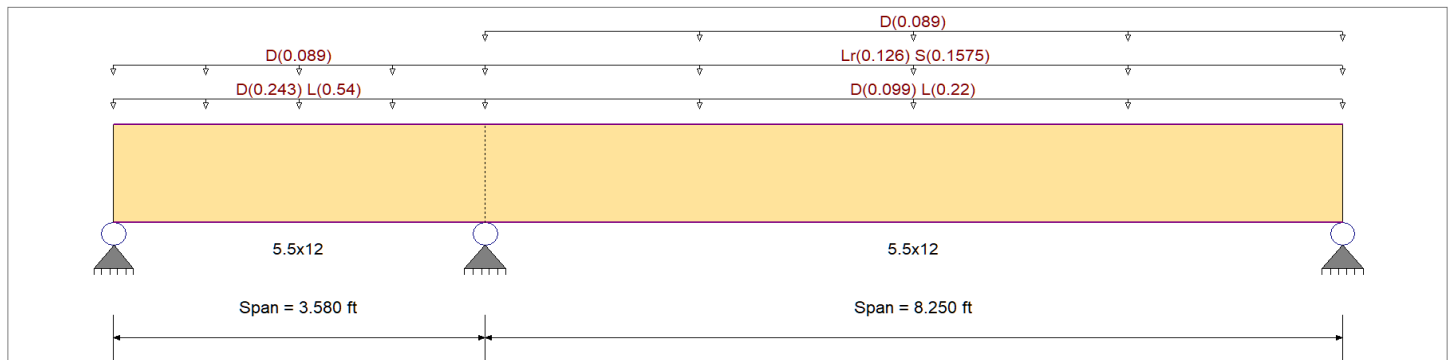 D(0.089)
D(0.089)
Lr(0.126) S(0.1575)
D(0.243) L(0.54)
D(0.099) L(0.22)
5.5x12
5.5x12
Span = 3.580 ft
Span = 8.250 ft